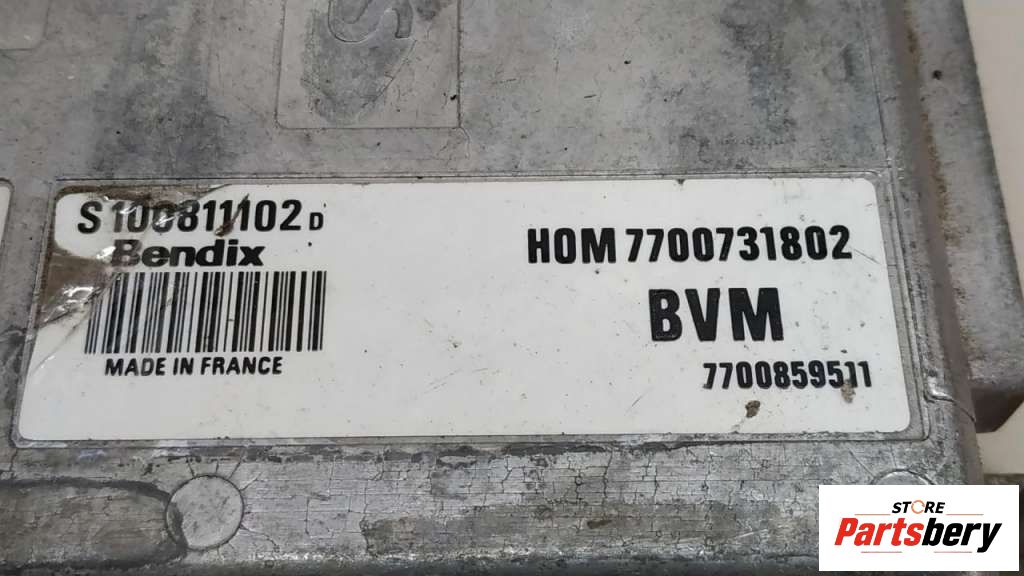 S100811102 D
Bendix
MADE IN FRANCE
HOM 7700731802
BVM
7700859511
STORE
Partsbery